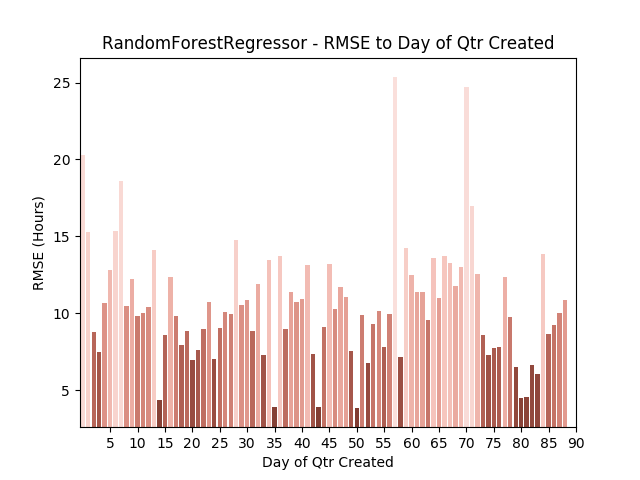 RandomForestRegressor - RMSE to Day of Qtr Created
25
20
15
10
5
RMSE (Hours)
5 10 15 20 25 30 35 40 45 50 55 60 65 70 75 80 85 90
Day of Qtr Created